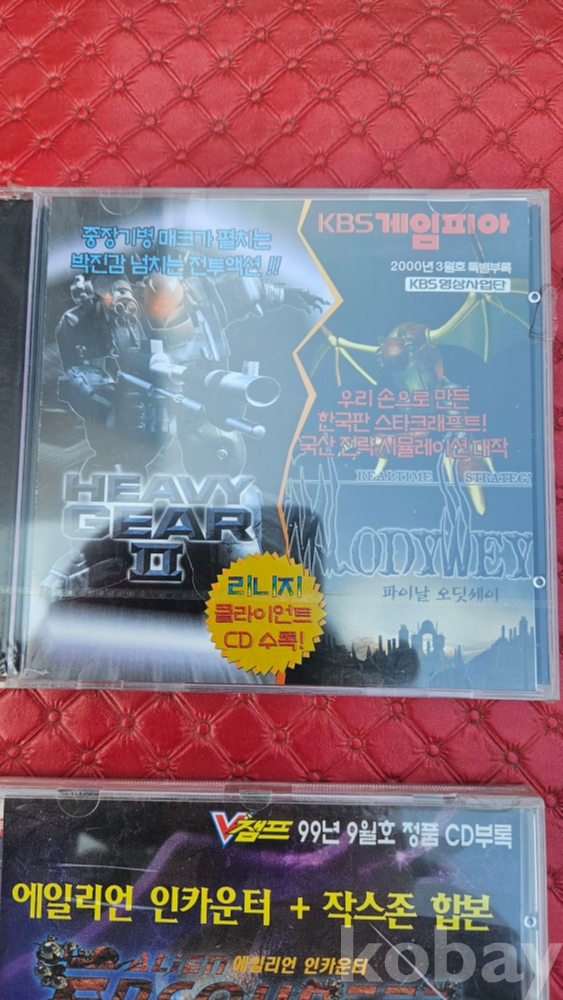 중장기병 매크가 펼치는
박진감 넘치는 전투액션 !!
KBS 게임피아
2000년 3월호 특별부록
KBS 영상사업단
우리 손으로 만든
한국판 스타크래프트!
국산 전략 시뮬레이션 대작
HEAVY
GEAR
II
REALTIME STRATEGY
파이날 오딧세이
리니지
클라이언트
CD 수록!
V챔프 99년 9월호 정품 CD부록
에일리언 인카운터 + 작스존 합본
ALIEN 에일리언 인카운터
kobay